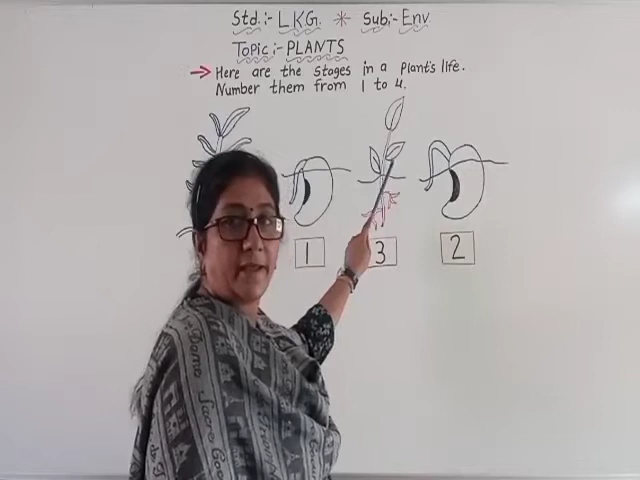 Std:- LKG. * Sub:- Env
Topic:- PLANTS
→ Here are the stages in a plant's life.
Number them from 1 to 4.
1 3 2